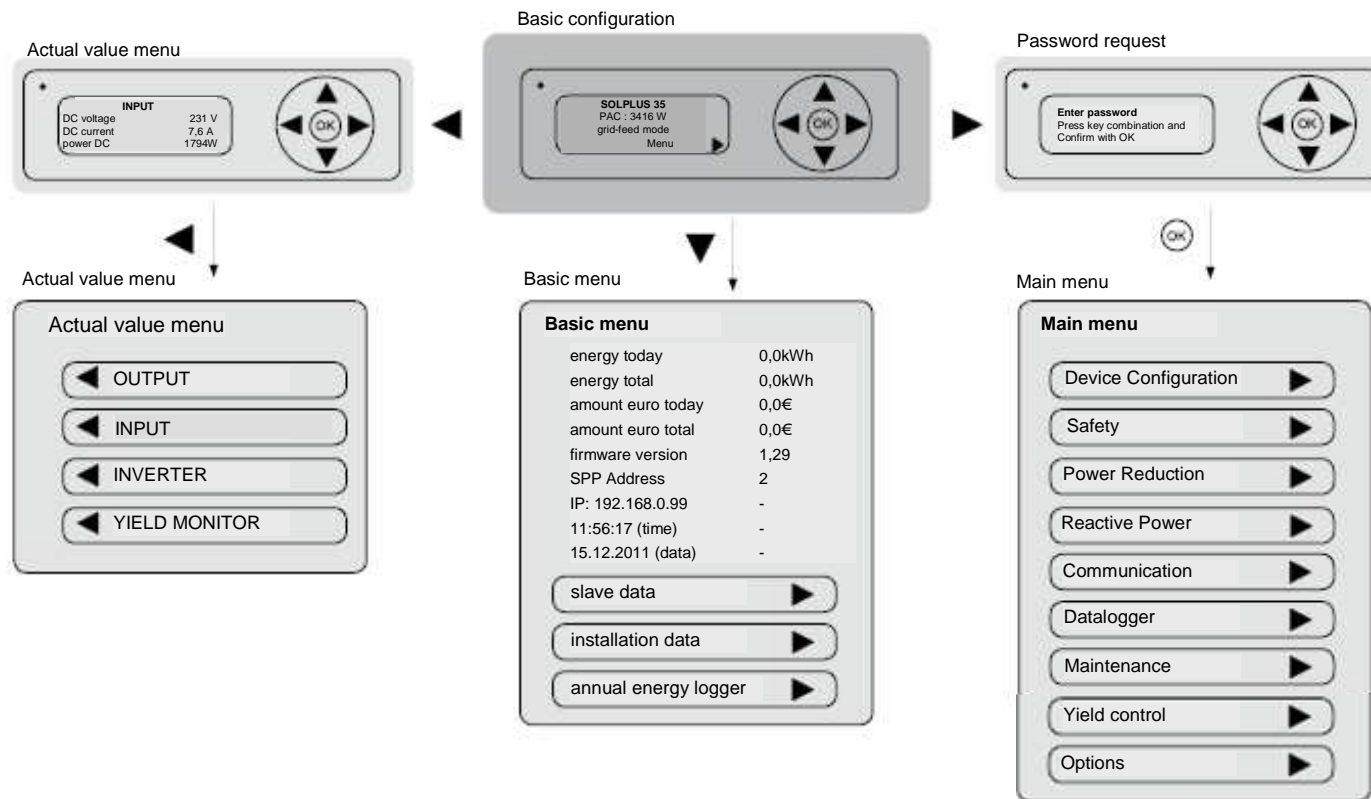 Basic configuration
Actual value menu
INPUT
DC voltage 231 V
DC current 7,6 A
power DC 1794W
OK
SOLPLUS 35
PAC : 3416 W
grid-feed mode
Menu
OK
Password request
Enter password
Press key combination and
Confirm with OK
OK
OK
Actual value menu
Actual value menu
OUTPUT
INPUT
INVERTER
YIELD MONITOR
Basic menu
Basic menu
energy today 0,0kWh
energy total 0,0kWh
amount euro today 0,0€
amount euro total 0,0€
firmware version 1,29
SPP Address 2
IP: 192.168.0.99 -
11:56:17 (time) -
15.12.2011 (data) -
slave data
installation data
annual energy logger
Main menu
Main menu
Device Configuration
Safety
Power Reduction
Reactive Power
Communication
Datalogger
Maintenance
Yield control
Options